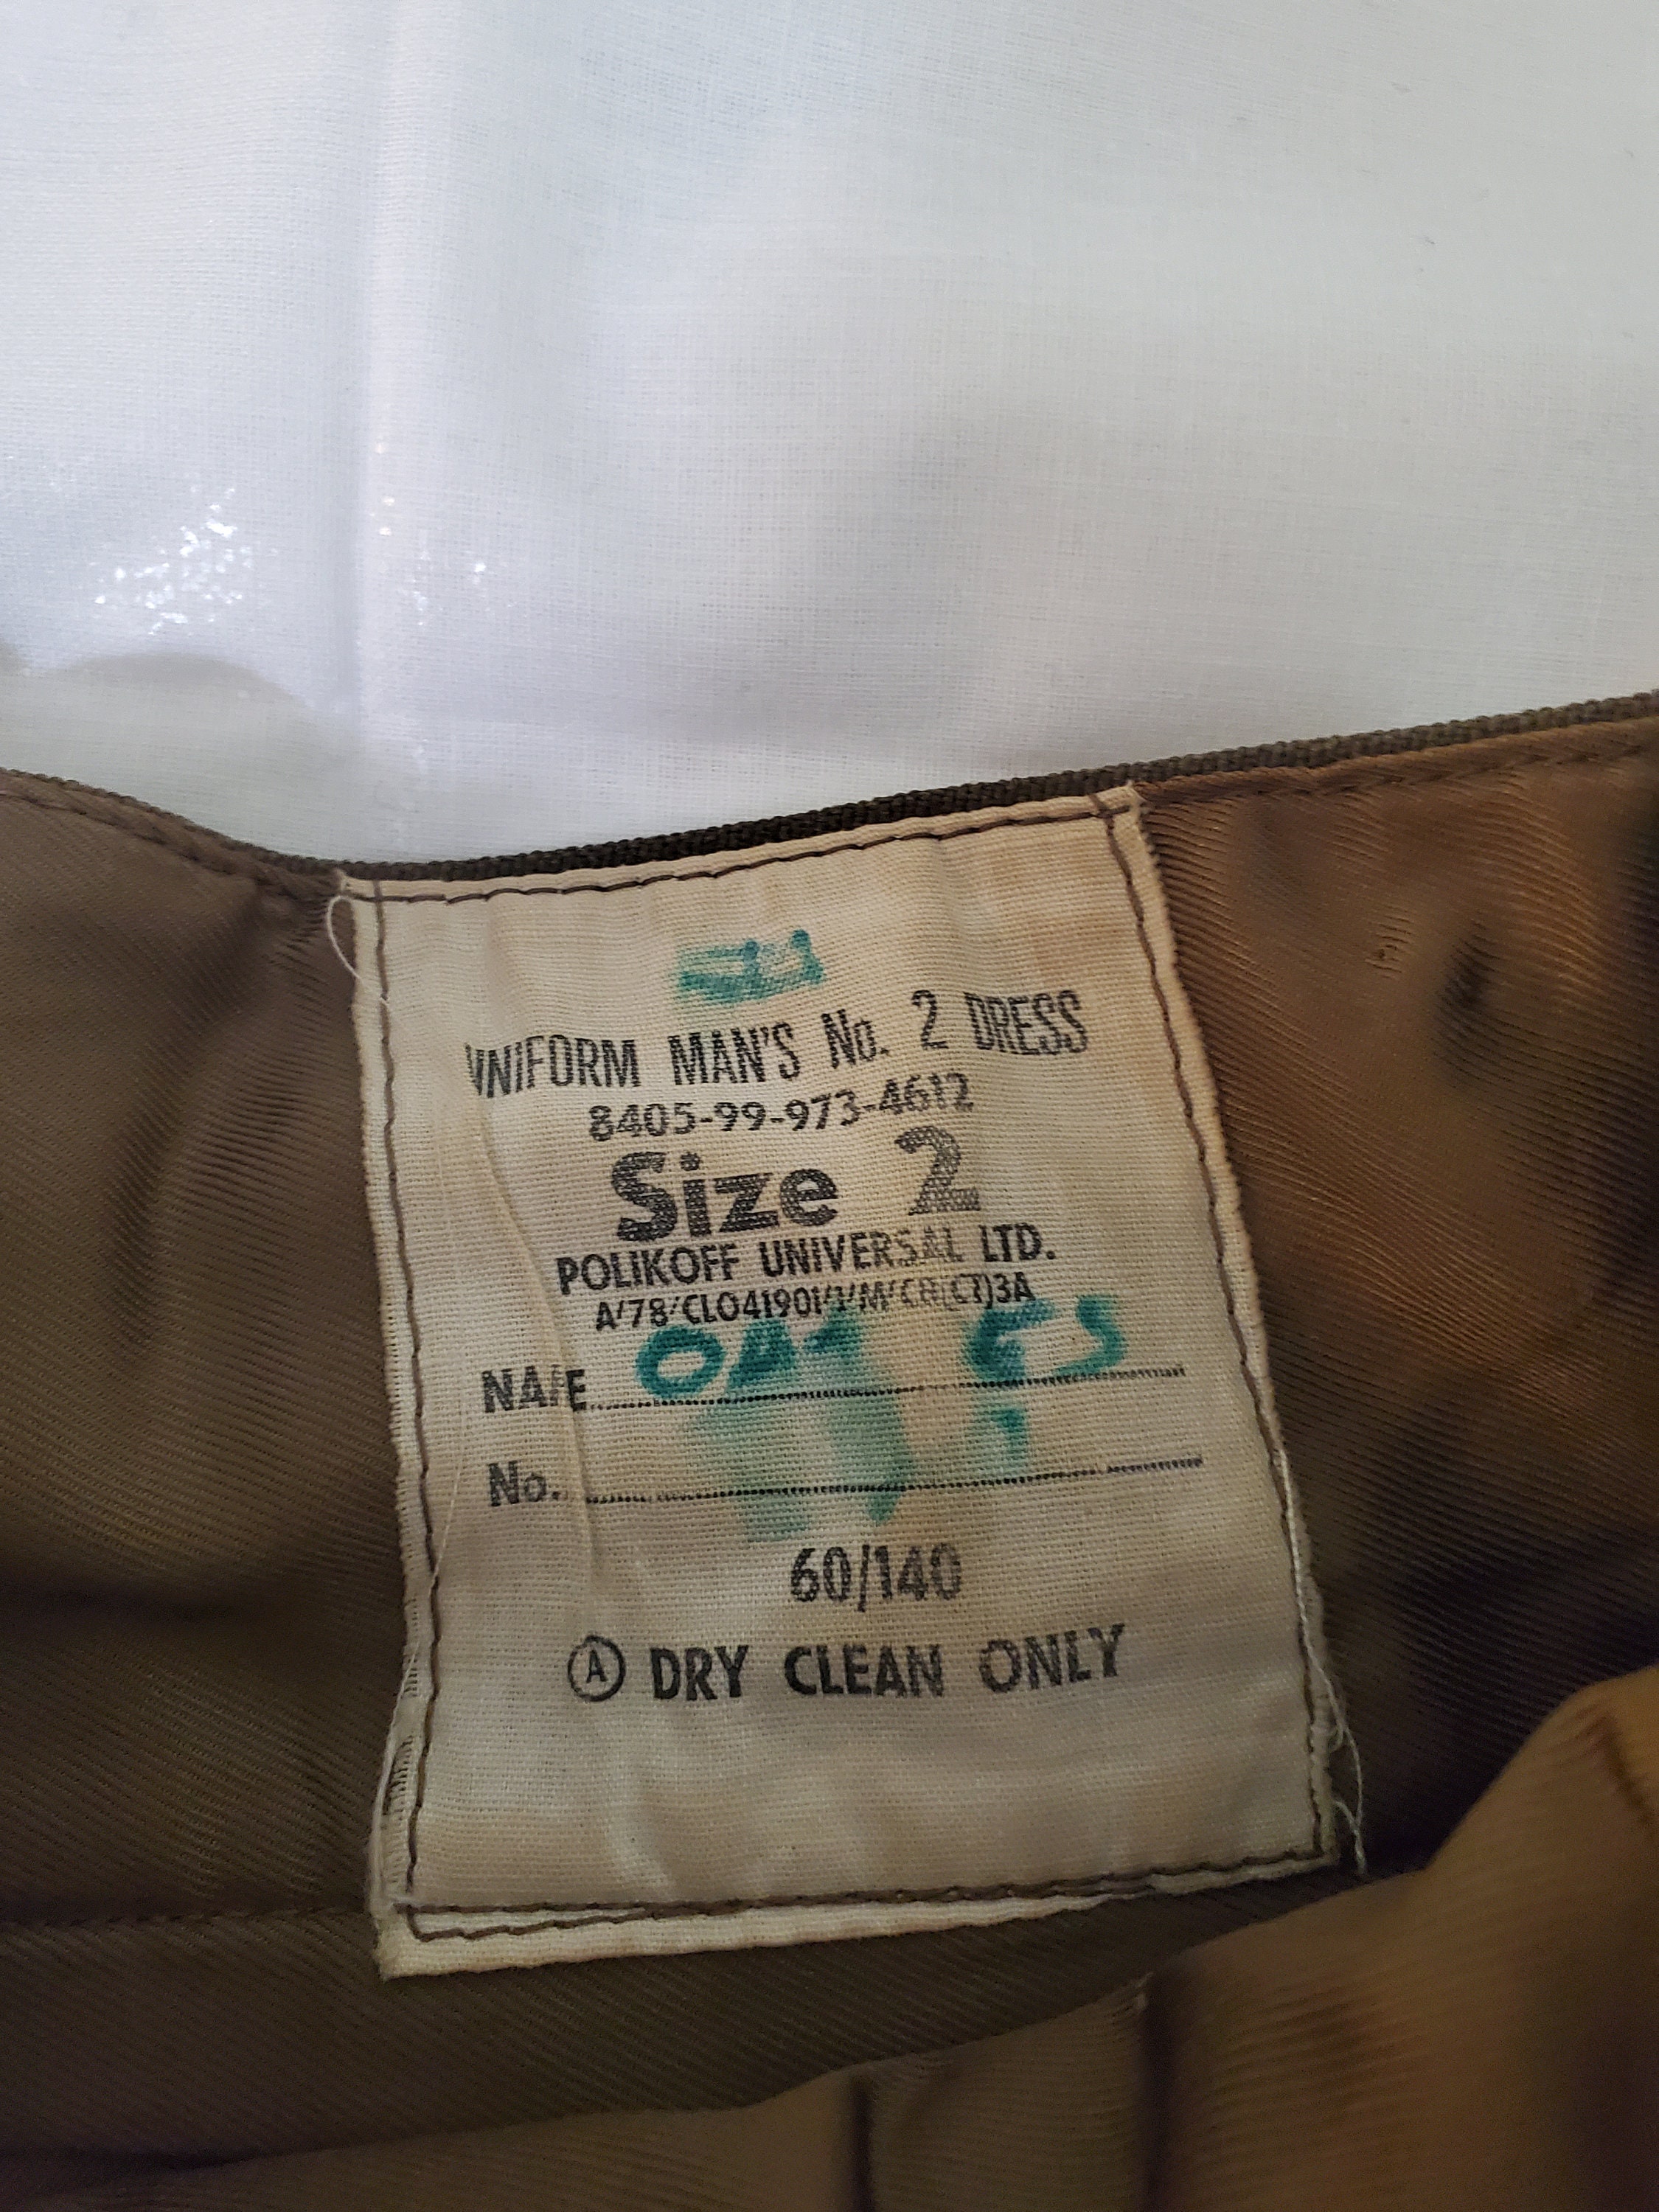 UNIFORM MAN'S No. 2 DRESS
8405-99-973-4612
Size 2
POLIKOFF UNIVERSAL LTD.
NAME
No.
60/140
A DRY CLEAN ONLY